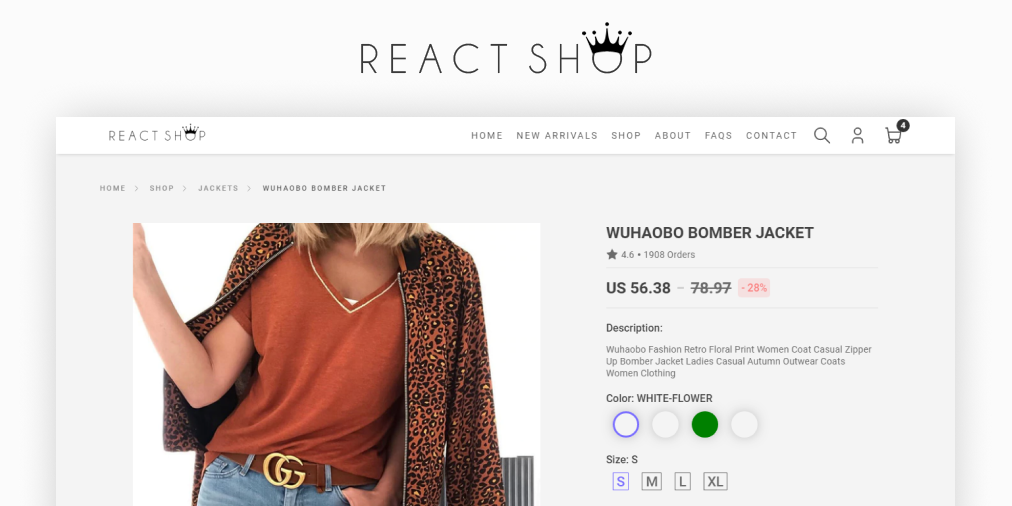 REACT SHOP
REACT SHOP
HOME NEW ARRIVALS SHOP ABOUT FAQS CONTACT 4
HOME > SHOP > JACKETS > WUHAOBO BOMBER JACKET
WUHAOBO BOMBER JACKET
4.6 • 1908 Orders
US 56.38 – 78.97 - 28%
Description:
Wuhaobo Fashion Retro Floral Print Women Coat Casual Zipper
Up Bomber Jacket Ladies Casual Autumn Outwear Coats
Women Clothing
Color: WHITE-FLOWER
Size: S
S M L XL